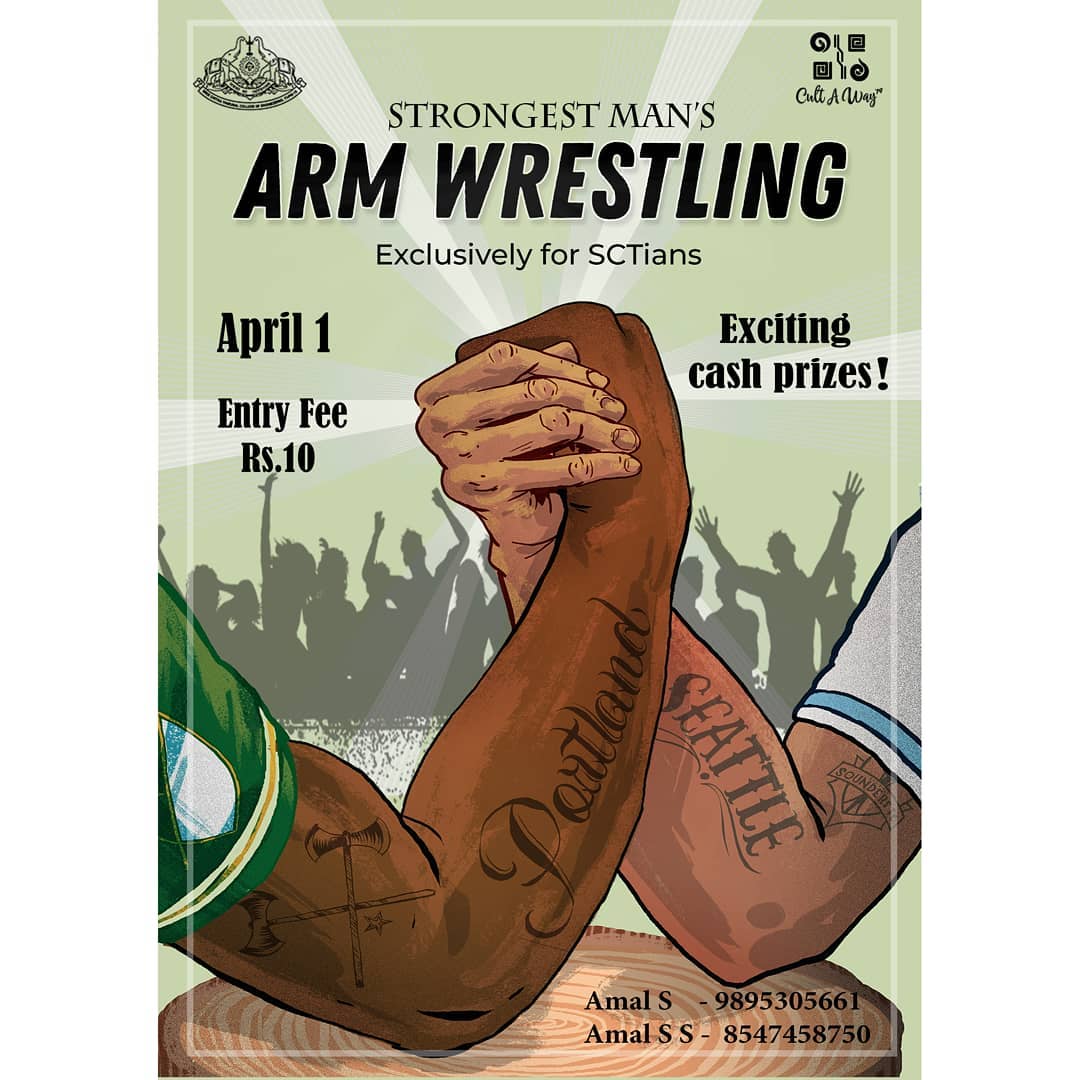 Cult A Way
STRONGEST MAN'S
ARM WRESTLING
Exclusively for SCTians
April 1
Entry Fee
Rs.10
Exciting
cash prizes!
Portland
SEATTLE
SOUNDERS
Amal S - 9895305661
Amal S S - 8547458750